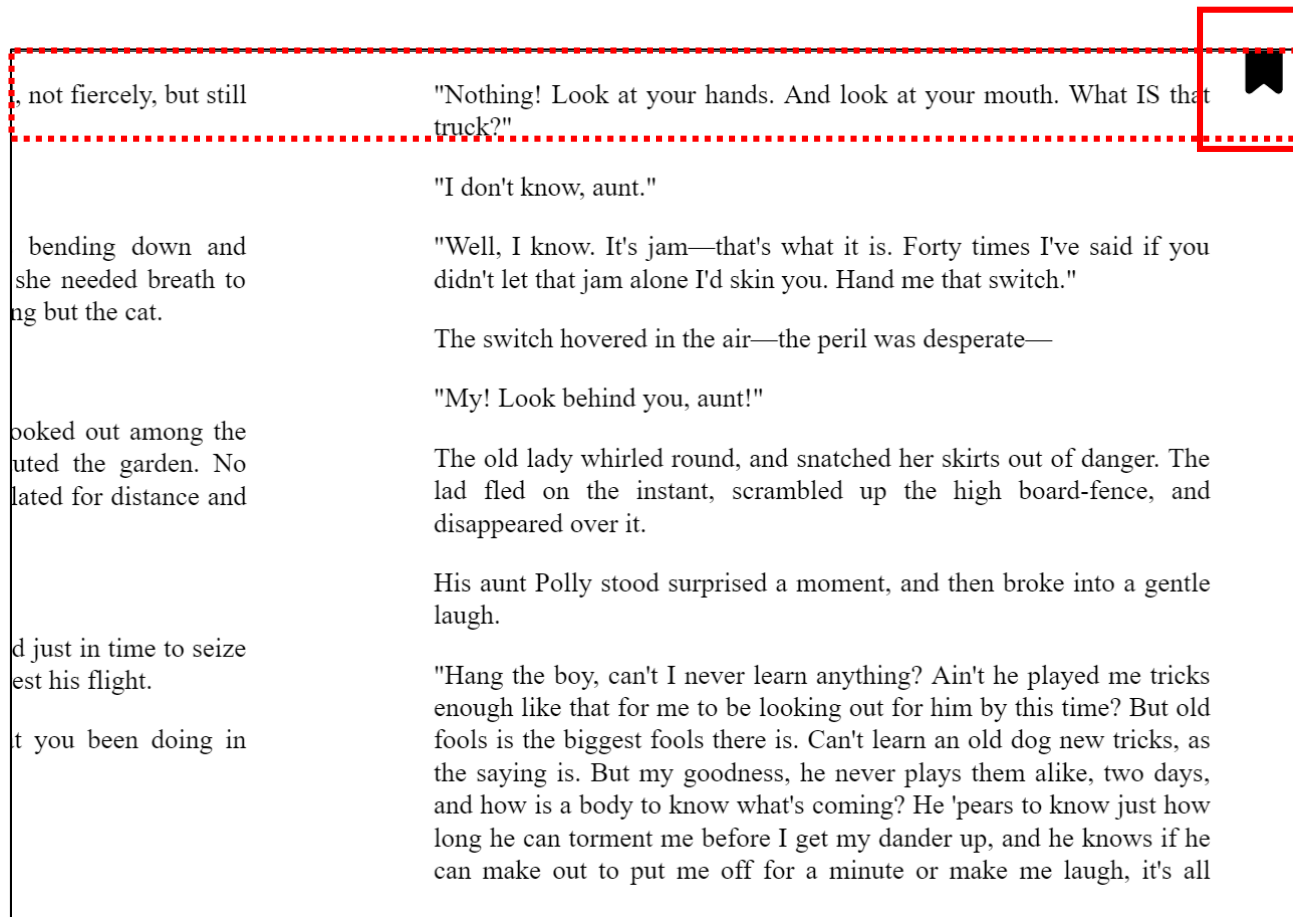 , not fiercely, but still
bending down and
she needed breath to
ng but the cat.
ooked out among the
uted the garden. No
lated for distance and
d just in time to seize
est his flight.
t you been doing in
"Nothing! Look at your hands. And look at your mouth. What IS that
truck?"
"I don't know, aunt."
"Well, I know. It's jam—that's what it is. Forty times I've said if you
didn't let that jam alone I'd skin you. Hand me that switch."
The switch hovered in the air—the peril was desperate—
"My! Look behind you, aunt!"
The old lady whirled round, and snatched her skirts out of danger. The
lad fled on the instant, scrambled up the high board-fence, and
disappeared over it.
His aunt Polly stood surprised a moment, and then broke into a gentle
laugh.
"Hang the boy, can't I never learn anything? Ain't he played me tricks
enough like that for me to be looking out for him by this time? But old
fools is the biggest fools there is. Can't learn an old dog new tricks, as
the saying is. But my goodness, he never plays them alike, two days,
and how is a body to know what's coming? He 'pears to know just how
long he can torment me before I get my dander up, and he knows if he
can make out to put me off for a minute or make me laugh, it's all